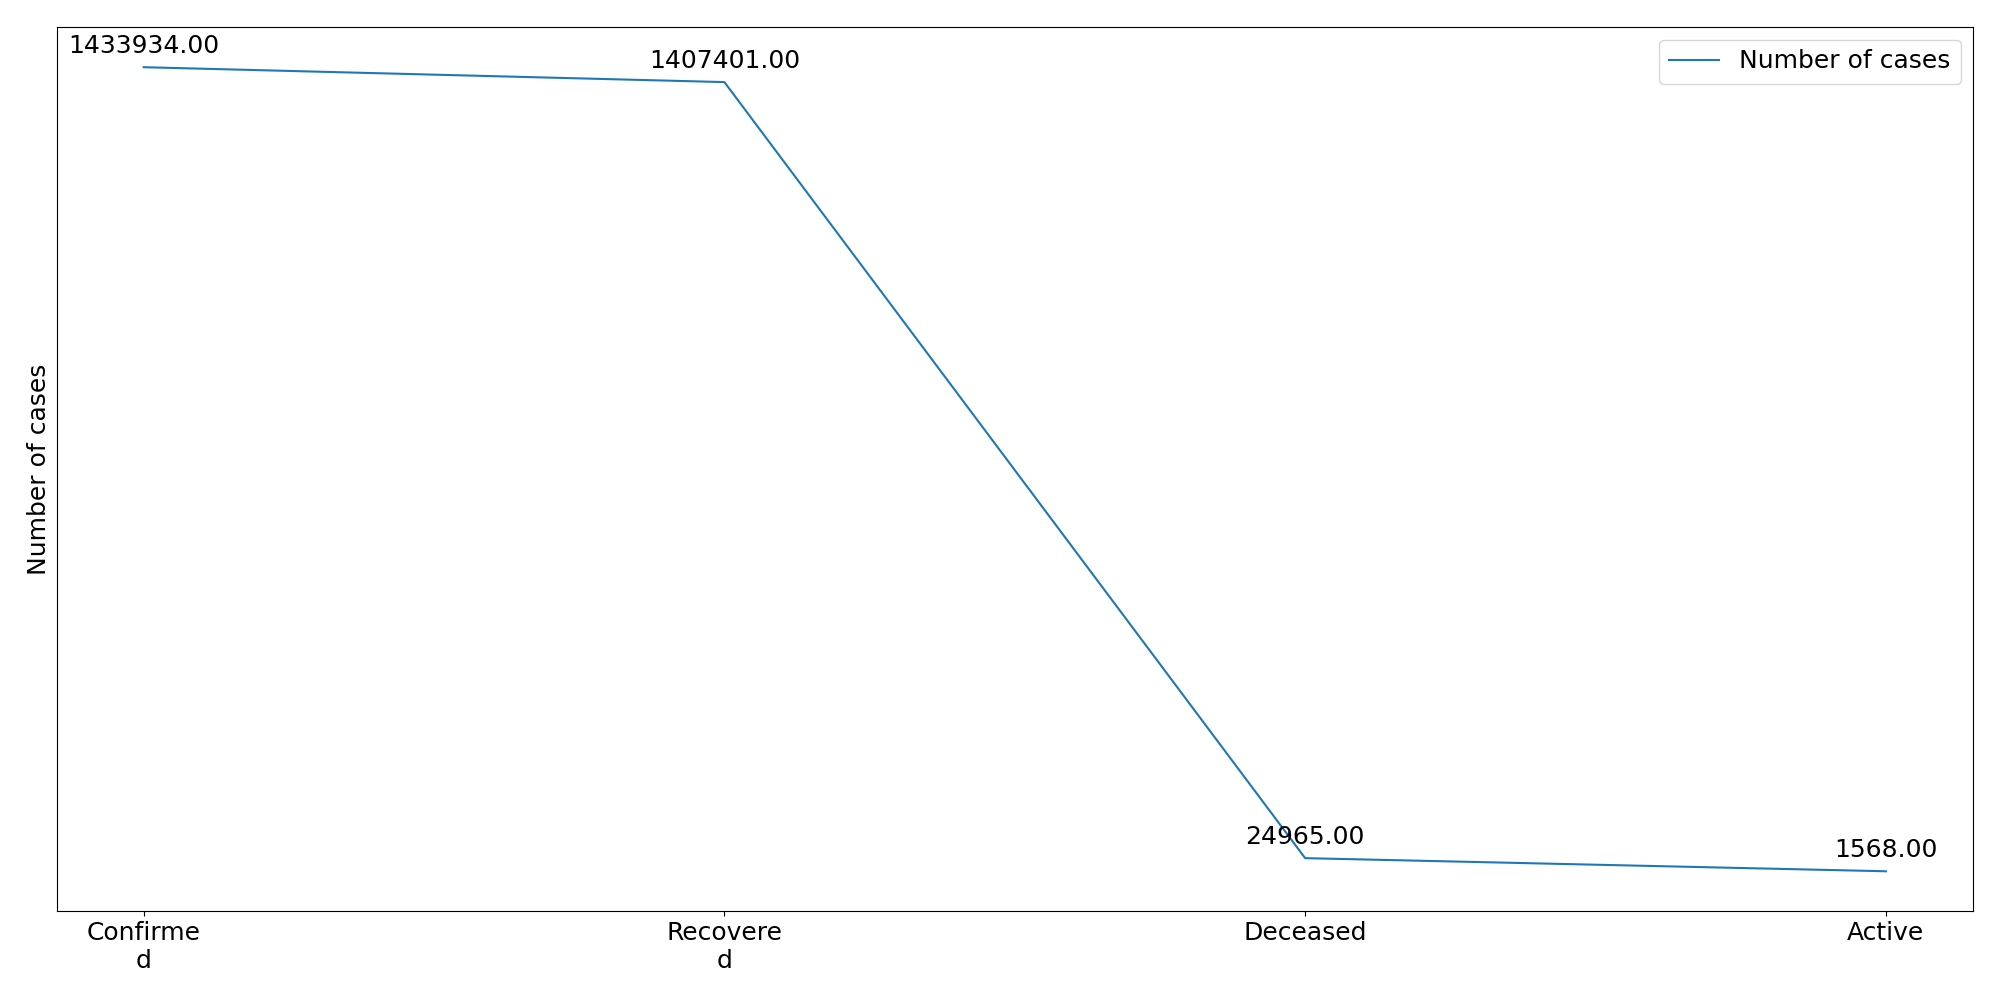 1433934.00
1407401.00
Number of cases
Number of cases
24965.00
1568.00
Confirme
d
Recovere
d
Deceased
Active